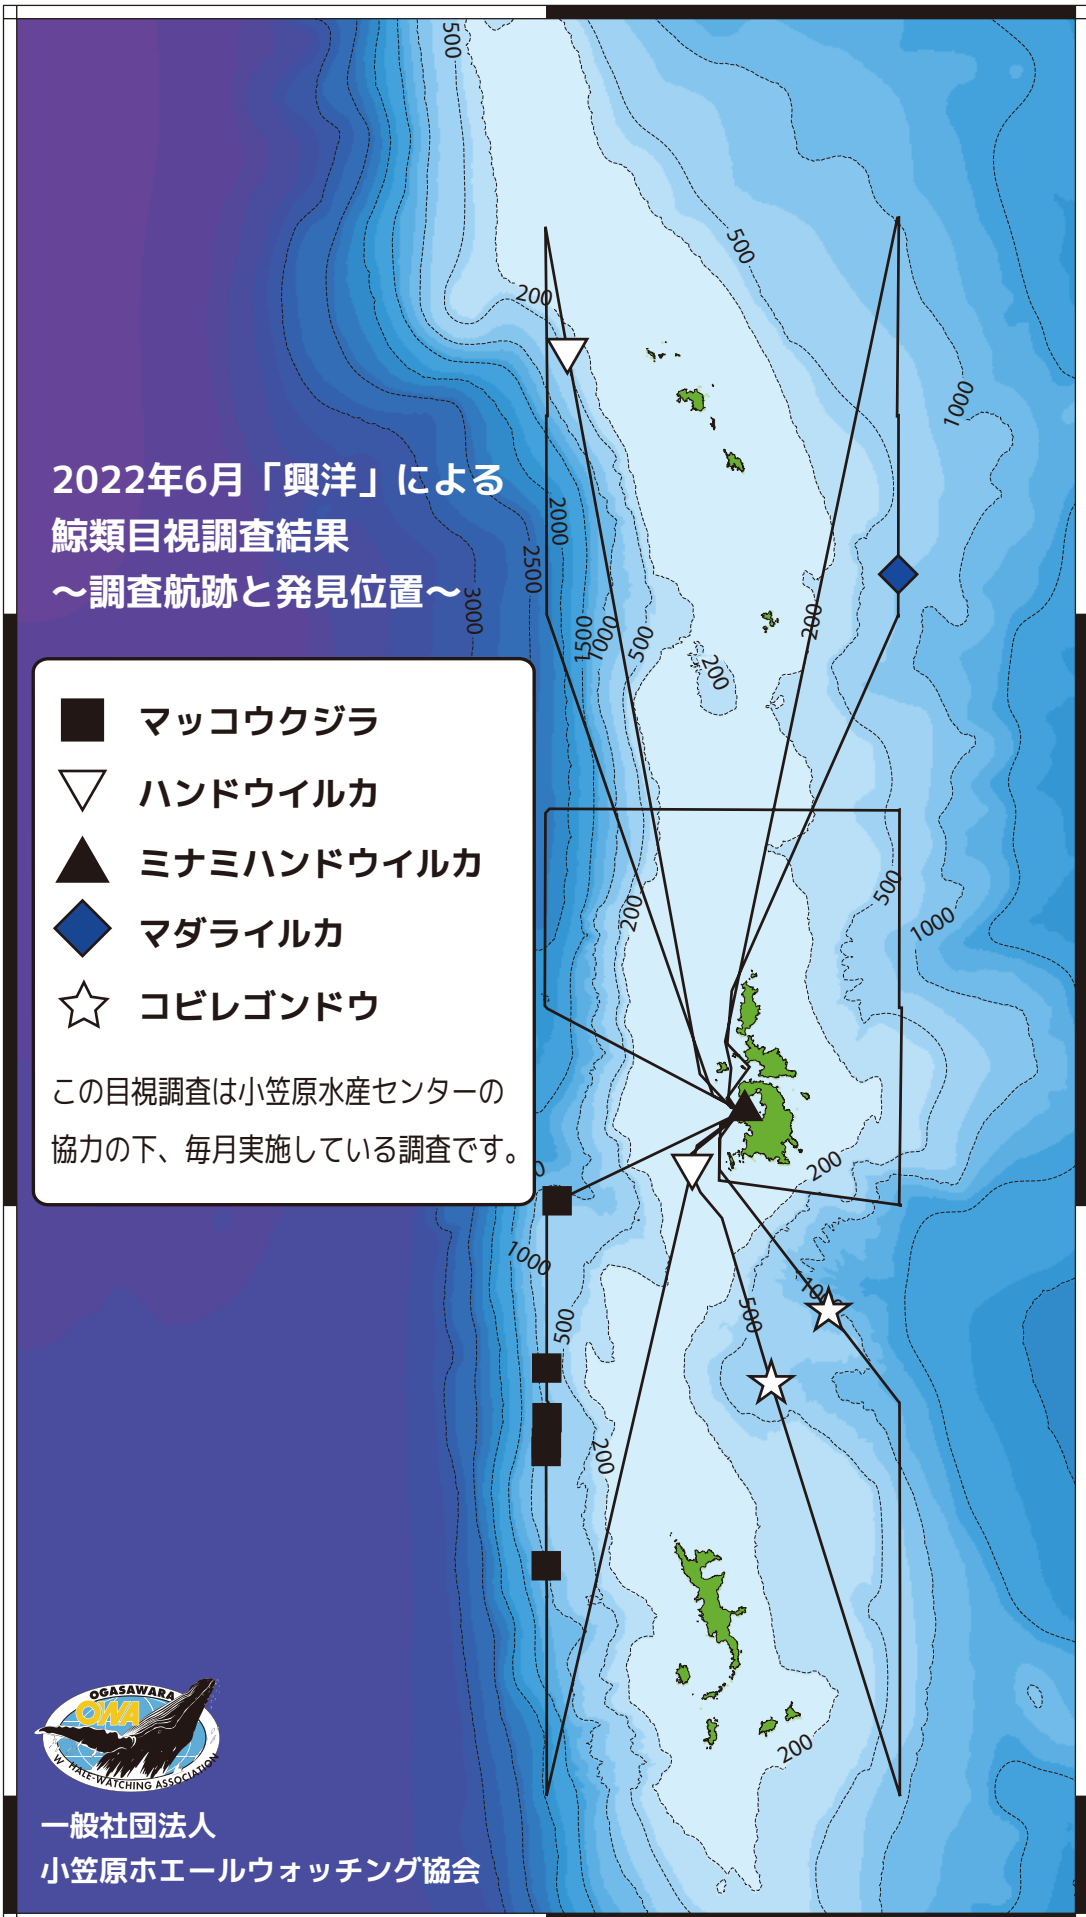 500
500
200
1000
2022年6月「興洋」による
鯨類目視調査結果
～調査航跡と発見位置～
2000
2500
3000
1500
1000
500
200
200
マッコウクジラ
ハンドウイルカ
ミナミハンドウイルカ
マダライルカ
コビレゴンドウ
この目視調査は小笠原水産センターの
協力の下、毎月実施している調査です。
200
500
1000
200
1000
500
500
200
200
OGASAWARA
OWA
WHALE-WATCHING ASSOCIATION
一般社団法人
小笠原ホエールウォッチング協会